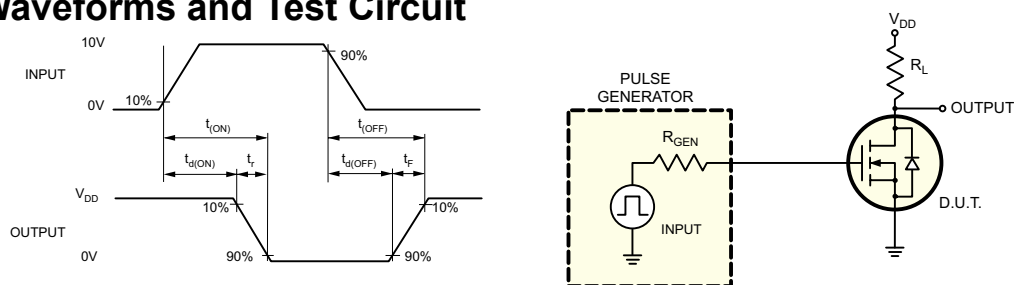 Waveforms and Test Circuit
10V
INPUT
0V
10%
90%
t(ON)
t(OFF)
td(ON)
tr
td(OFF)
tF
VDD
OUTPUT
0V
10%
10%
90%
90%
VDD
RL
OUTPUT
PULSE
GENERATOR
RGEN
INPUT
D.U.T.